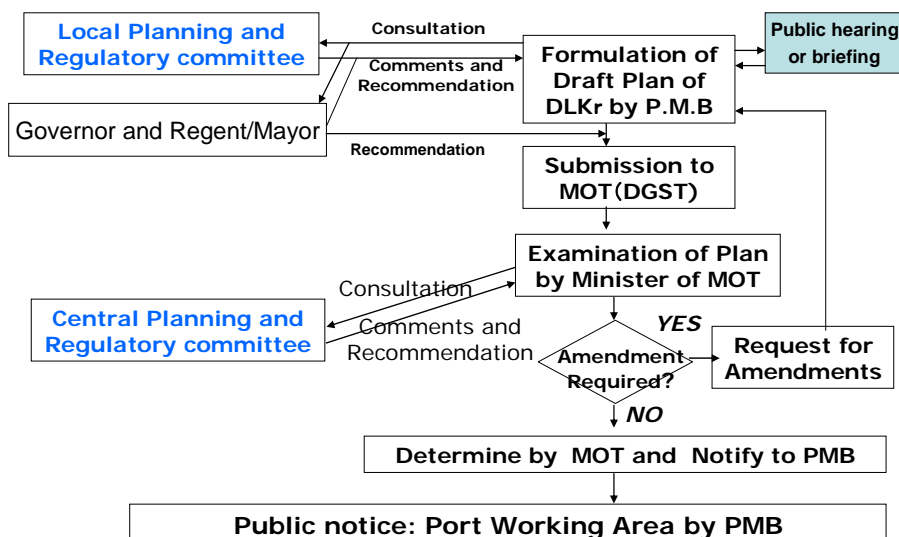 Local Planning and
Regulatory committee
Consultation
Comments and
Recommendation
Formulation of
Draft Plan of
DLKr by P.M.B
Public hearing
or briefing
Governor and Regent/Mayor
Recommendation
Submission to
MOT(DGST)
Examination of Plan
by Minister of MOT
Consultation
Central Planning and
Regulatory committee
Comments and
Recommendation
Amendment
Required?
YES
Request for
Amendments
NO
Determine by MOT and Notify to PMB
Public notice: Port Working Area by PMB